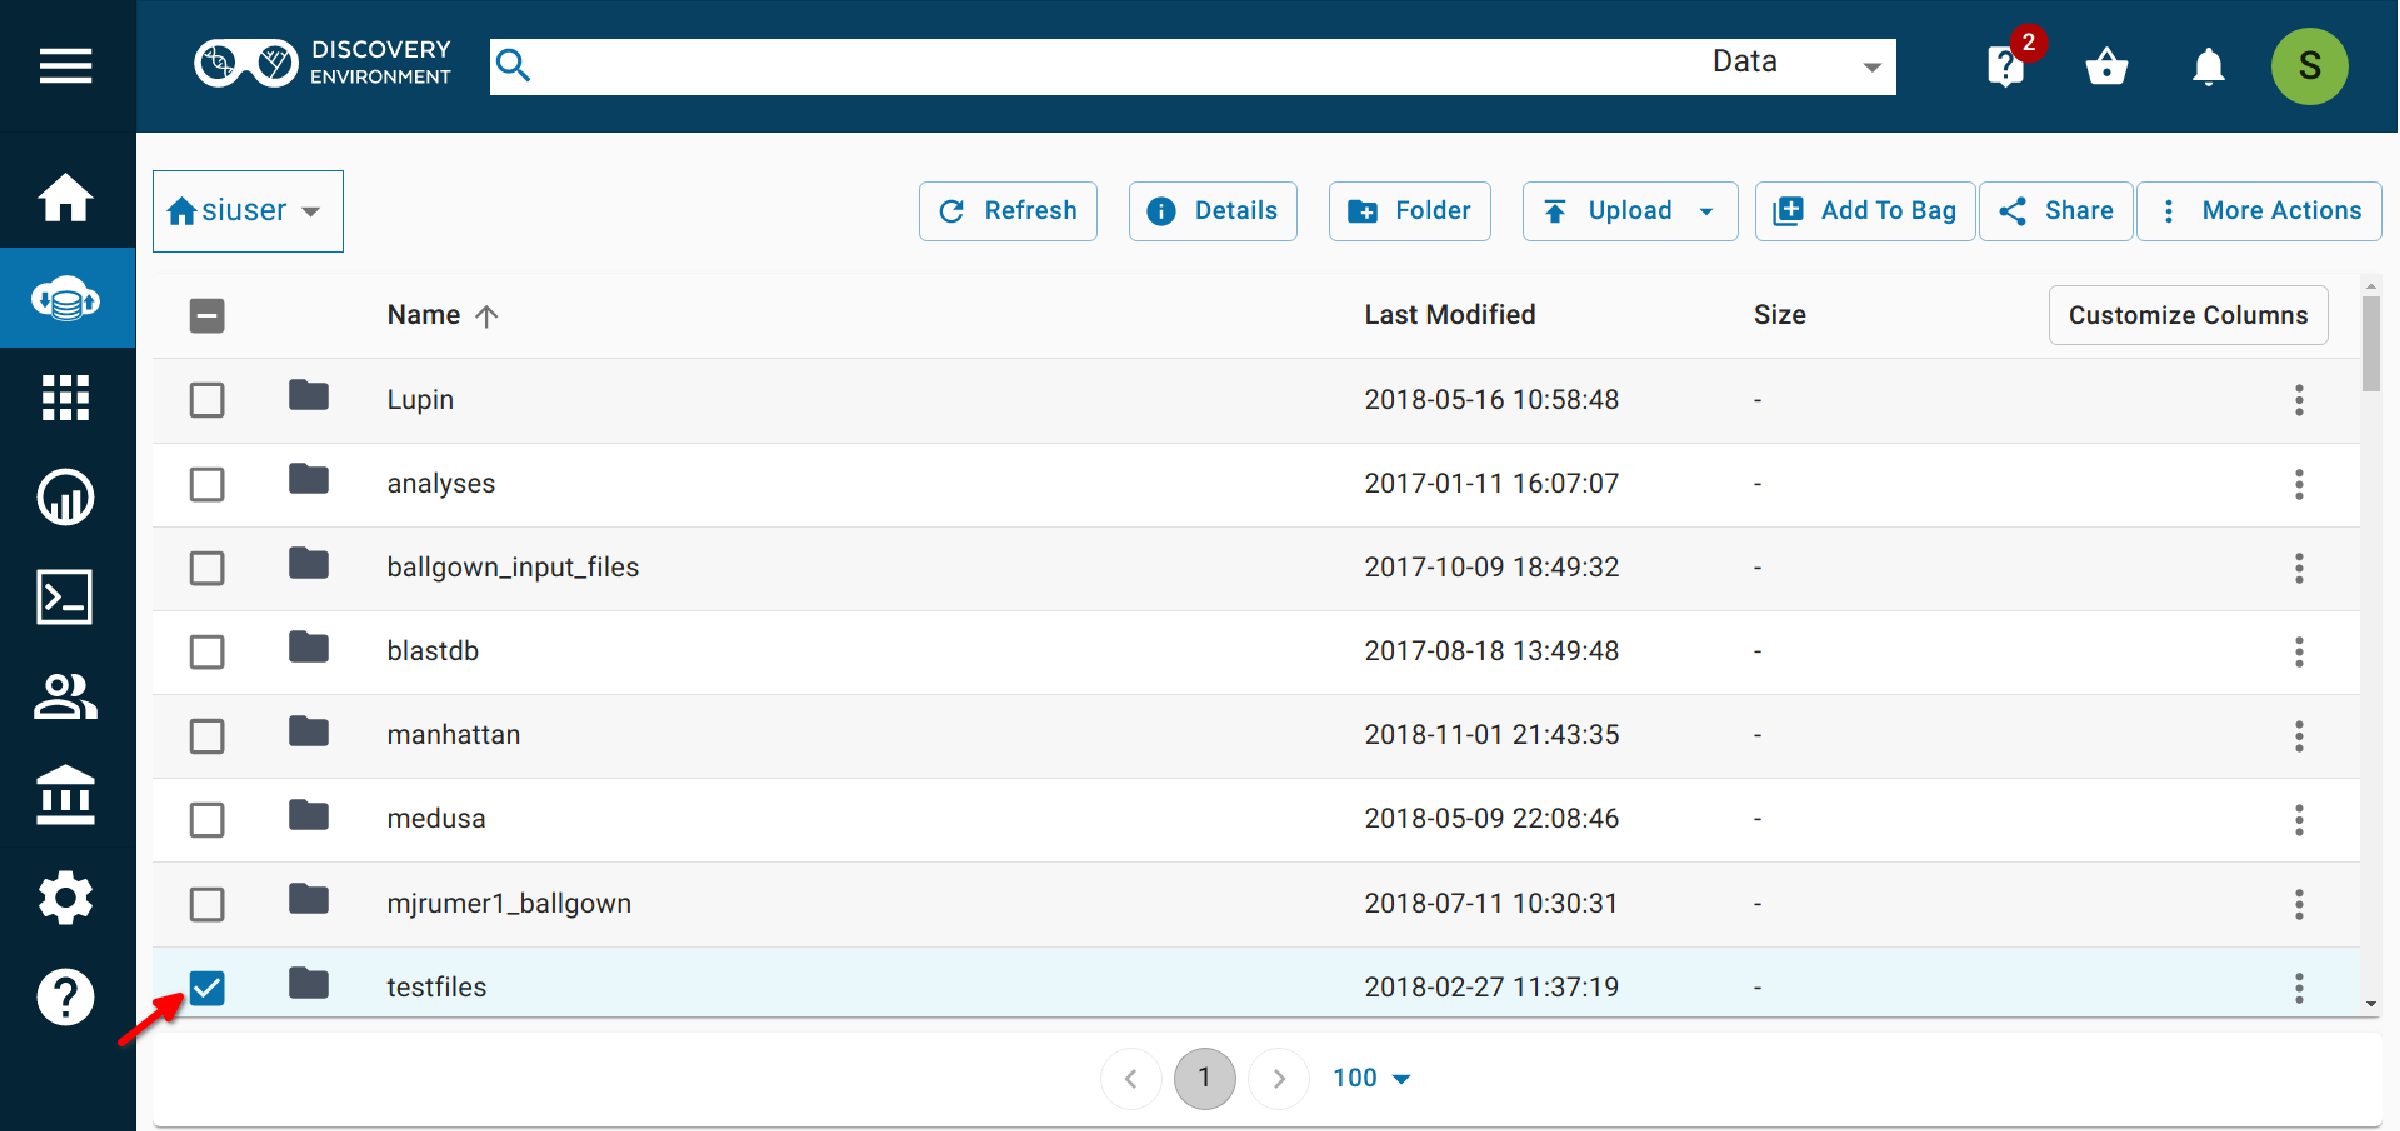 DISCOVERY
ENVIRONMENT
Data
2
S
siuser
Refresh
Details
Folder
Upload
Add To Bag
Share
More Actions
Name
Last Modified
Size
Customize Columns
Lupin 2018-05-16 10:58:48 -
analyses 2017-01-11 16:07:07 -
ballgown_input_files 2017-10-09 18:49:32 -
blastdb 2017-08-18 13:49:48 -
manhattan 2018-11-01 21:43:35 -
medusa 2018-05-09 22:08:46 -
mjrumer1_ballgown 2018-07-11 10:30:31 -
testfiles 2018-02-27 11:37:19 -
1
100